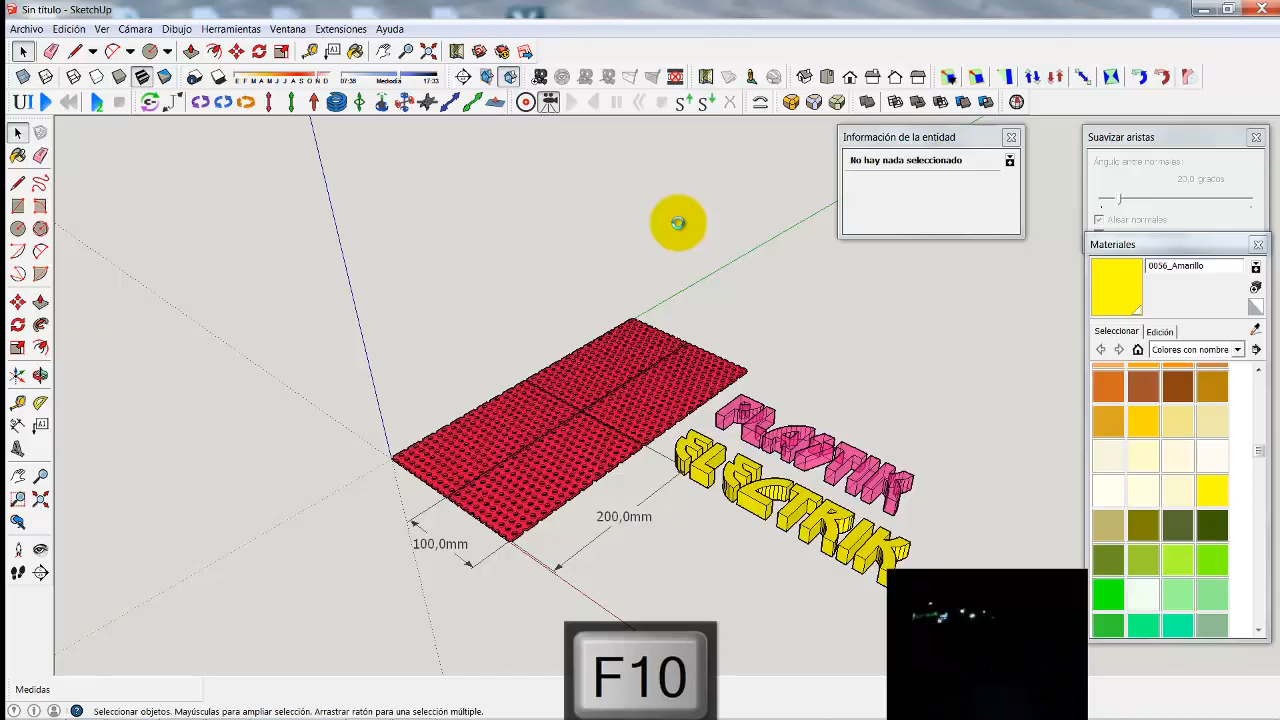 Sin título - SketchUp
Archivo Edición Ver Cámara Dibujo Herramientas Ventana Extensiones Ayuda
E F M A M J J A S O N D 07:38 Mediodía 17:33
UI
Información de la entidad
No hay nada seleccionado
Suavizar aristas
Ángulo entre normales:
20,0 grados
Alisar normales
Materiales
0056_Amarillo
Seleccionar Edición
Colores con nombre
PLASTIK
ELECTRIK
200,0mm
100,0mm
F10
Medidas
Seleccionar objetos. Mayúsculas para ampliar selección. Arrastrar ratón para una selección múltiple.